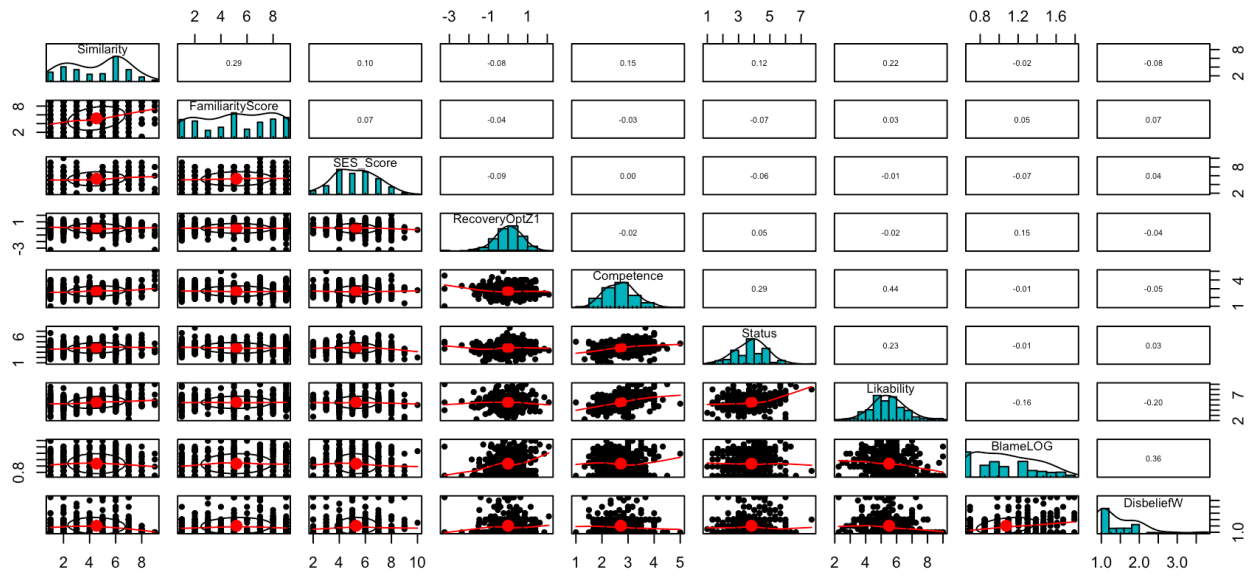 2 4 6 8 -3 -1 1 2 1 3 5 7 0.8 1.2 1.6
Similarity 0.29 0.10 -0.08 0.15 0.12 0.22 -0.02 -0.08 2 8
2 8 FamiliarityScore 0.07 -0.04 -0.03 -0.07 0.03 0.05 0.07
SES_Score -0.09 0.00 -0.06 -0.01 -0.07 0.04 2 8
-3 1 RecoveryOptZ1 -0.02 0.05 -0.02 0.15 -0.04
Competence 0.29 0.44 -0.01 -0.05 1 4
1 6 Status 0.23 -0.01 0.03
Likability -0.16 -0.20 2 7
0.8 BlameLOG 0.36
DisbeliefW 1.0
2 4 6 8 2 4 6 8 10 1 2 3 4 5 2 4 6 8 1.0 2.0 3.0